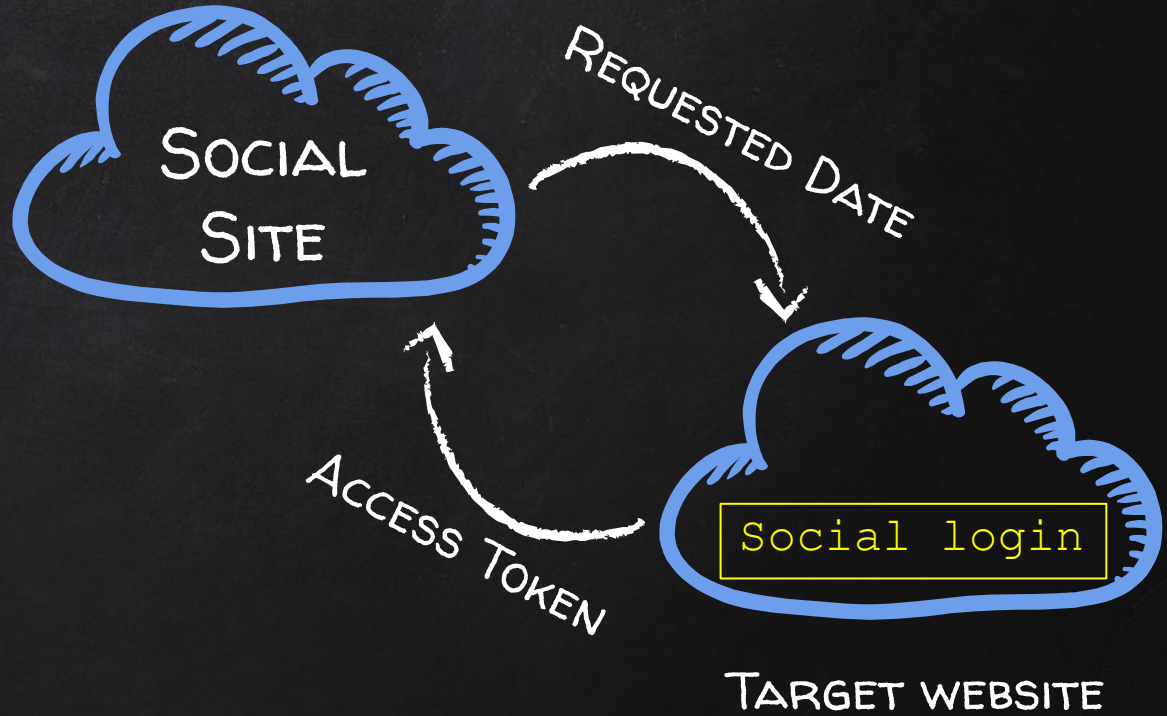 Social
Site
Requested Date
Access Token
Social login
Target website